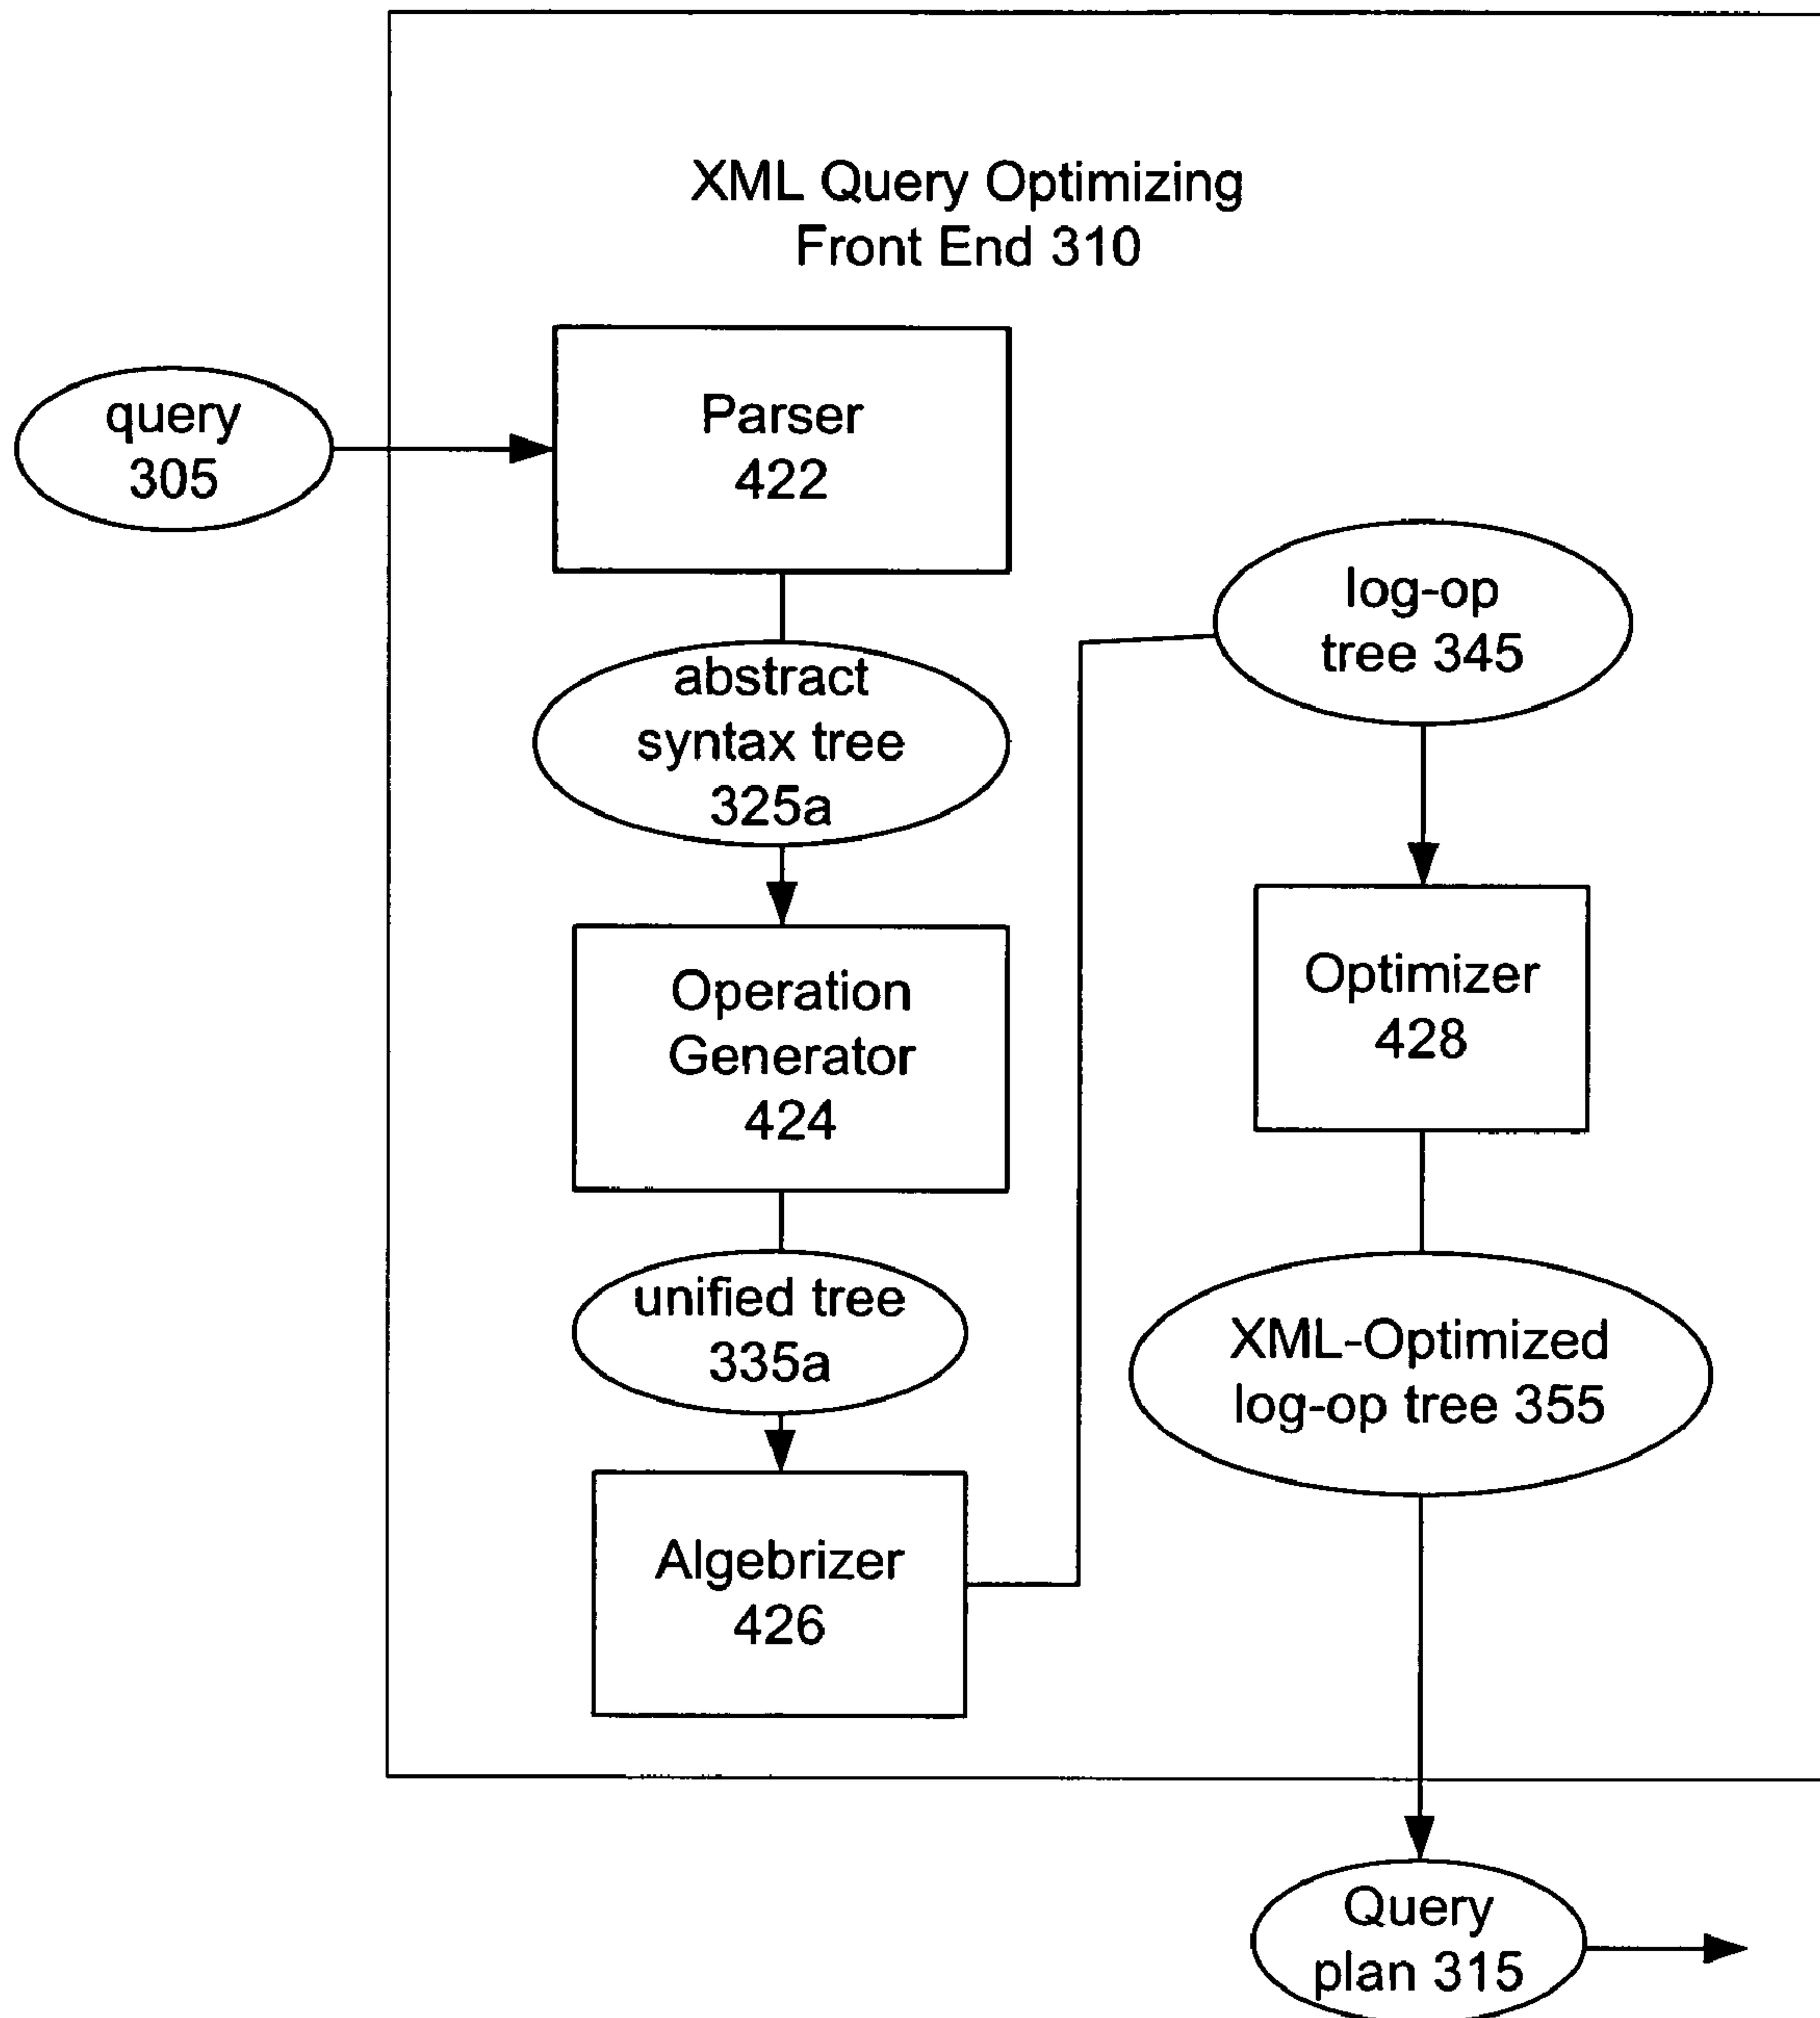 XML Query Optimizing
Front End 310
query
305
Parser
422
abstract
syntax tree
325a
Operation
Generator
424
unified tree
335a
Algebrizer
426
log-op
tree 345
Optimizer
428
XML-Optimized
log-op tree 355
Query
plan 315